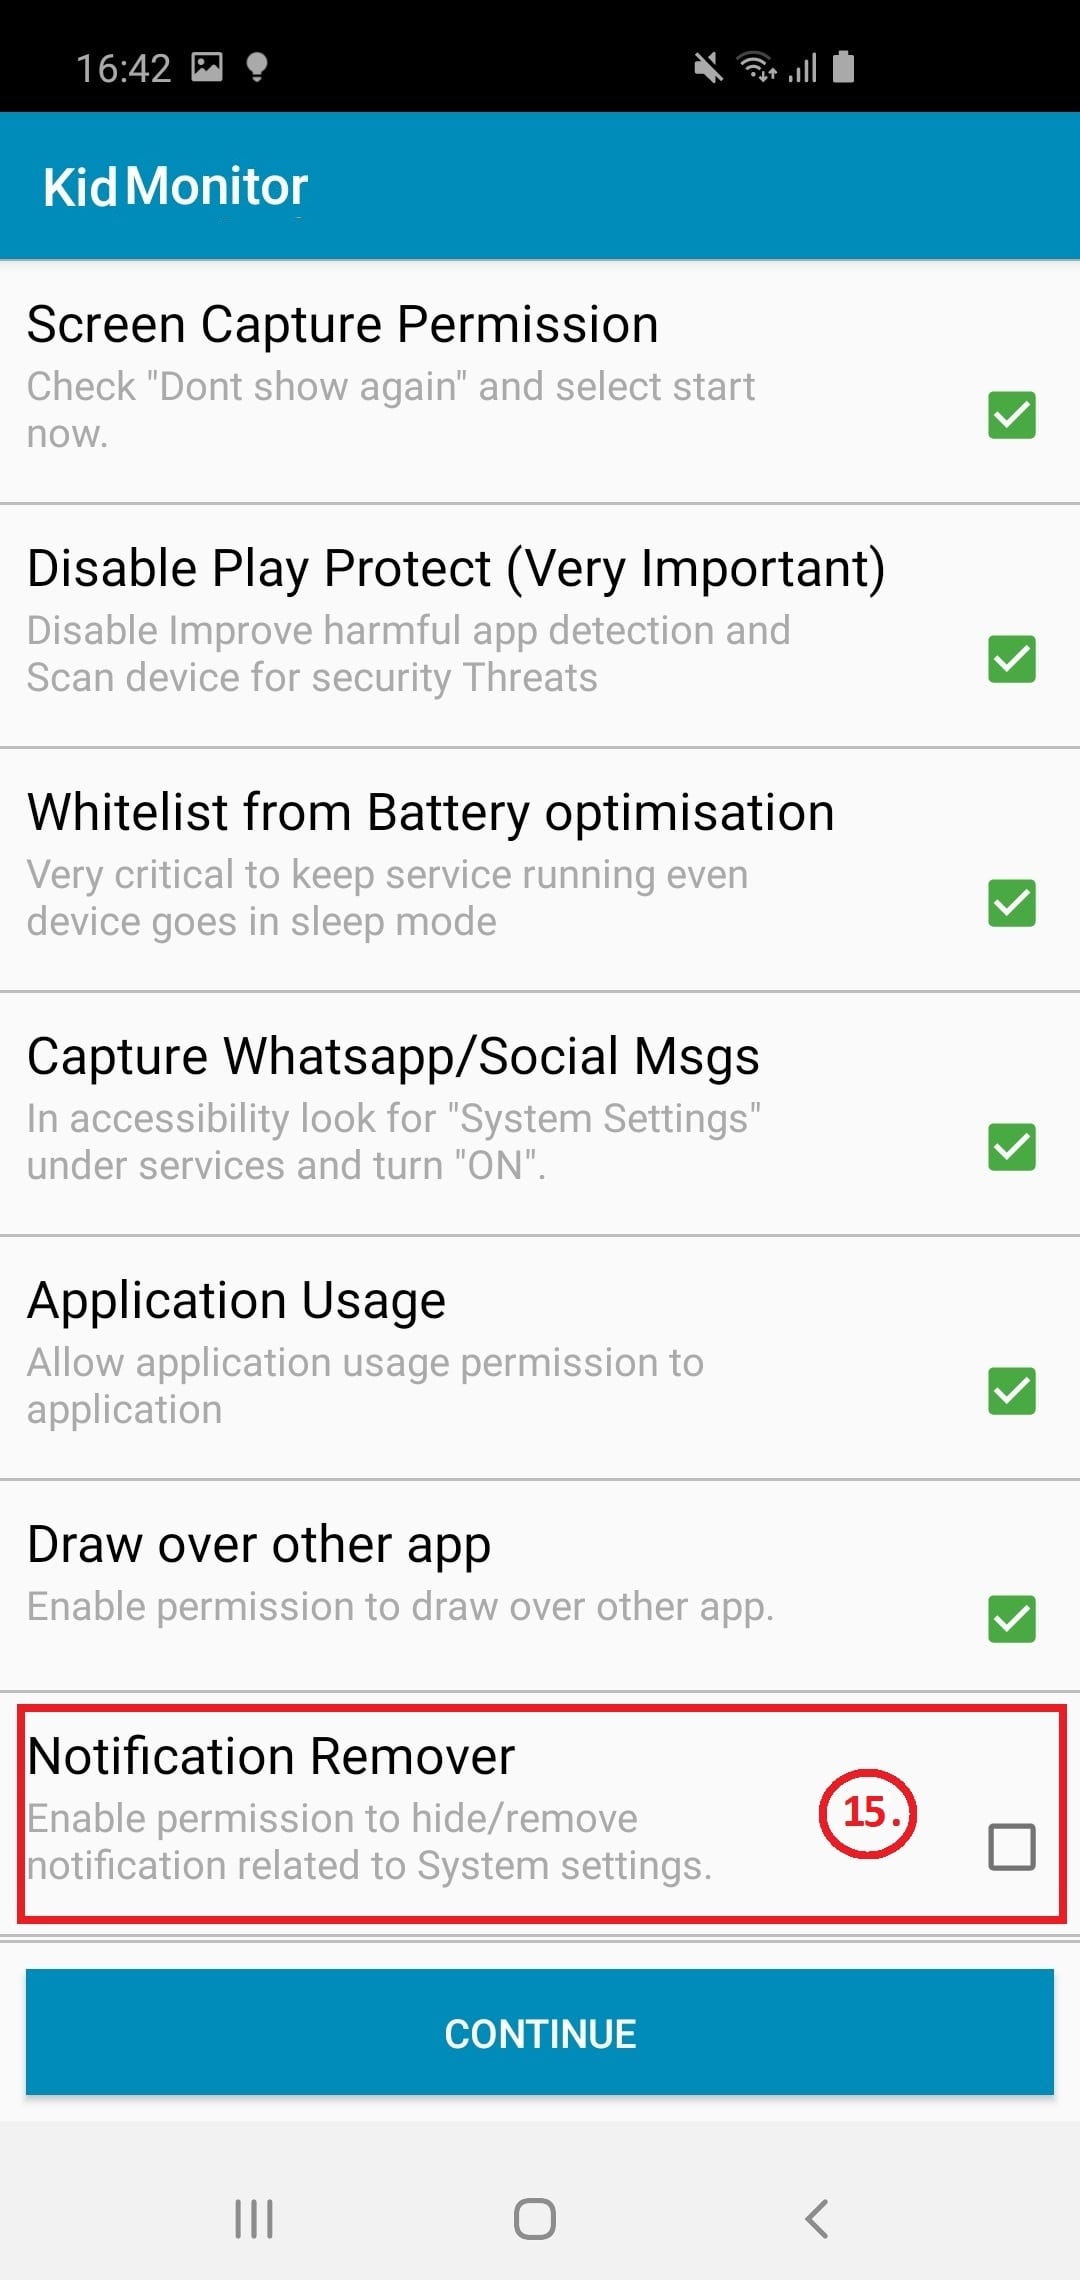 16:42
Kid Monitor
Screen Capture Permission
Check "Dont show again" and select start
now.
Disable Play Protect (Very Important)
Disable Improve harmful app detection and
Scan device for security Threats
Whitelist from Battery optimisation
Very critical to keep service running even
device goes in sleep mode
Capture Whatsapp/Social Msgs
In accessibility look for "System Settings"
under services and turn "ON".
Application Usage
Allow application usage permission to
application
Draw over other app
Enable permission to draw over other app.
Notification Remover
Enable permission to hide/remove
notification related to System settings.
15.
CONTINUE